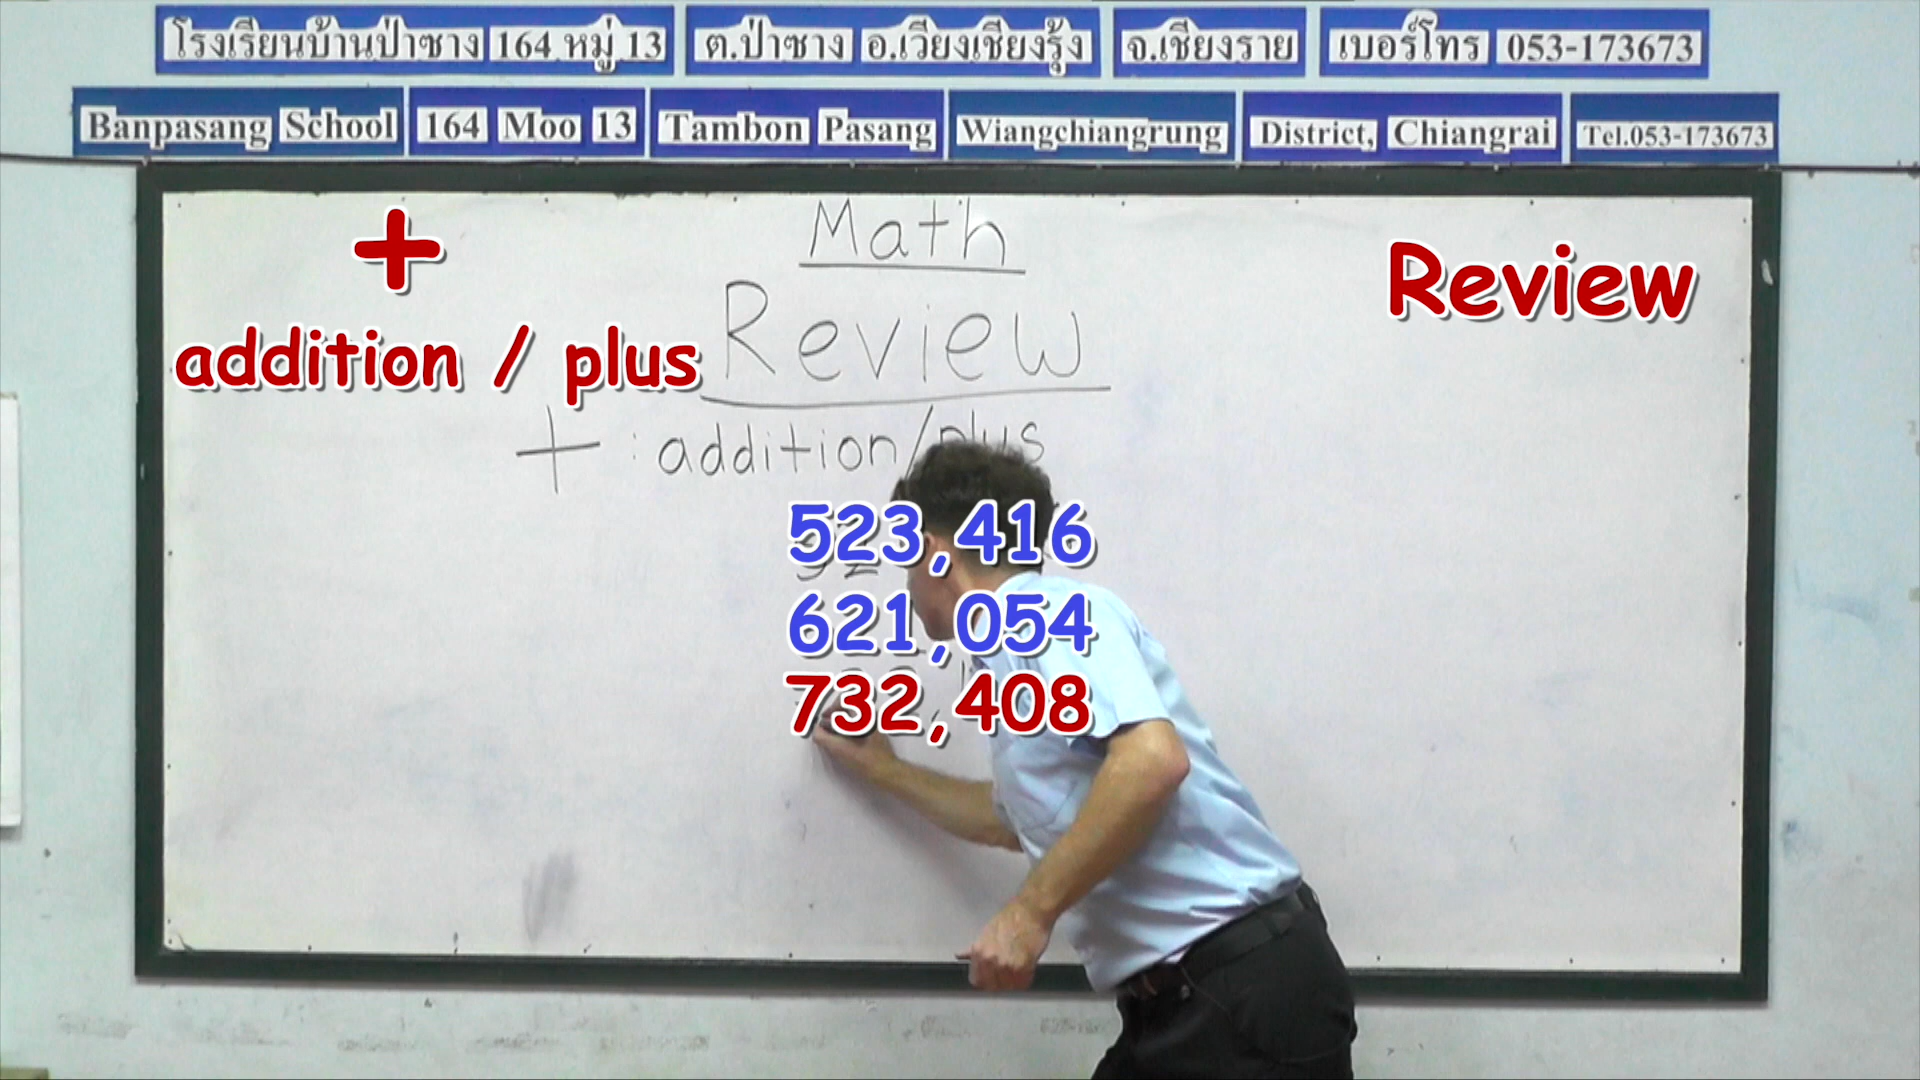 โรงเรียนบ้านป่าซาง 164 หมู่ 13 ต.ป่าซาง อ.เวียงเชียงรุ้ง จ.เชียงราย เบอร์โทร 053-173673
Banpasang School 164 Moo 13 Tambon Pasang Wiangchiangrung District, Chiangrai Tel.053-173673
Math
+
Review
Review
addition / plus
+ : addition/plus
523,416
621,054
732,408